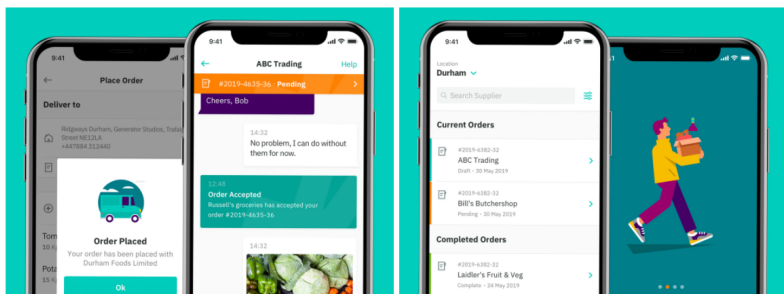 9:41
Place Order
Deliver to
Ridgways Durham, Generator Studios, Trafal
Street NE12LA
+447884 312440
Order Placed
Your order has been placed with
Durham Foods Limited
Ok
Tom
10 K
Pota
15 K
9:41
ABC Trading
Help
#2019-4635-36 · Pending
Cheers, Bob
14:32
No problem, I can do without
them for now.
12:46
Order Accepted
Russell's groceries has accepted your
order #2019-4635-36
14:32
9:41
Location
Durham
Search Supplier
Current Orders
#2019-6382-32
ABC Trading
Draft - 30 May 2019
#2019-6382-32
Bill's Butchershop
Pending - 30 May 2019
Completed Orders
#2019-6382-32
Laidler's Fruit & Veg
Complete - 24 May 2019